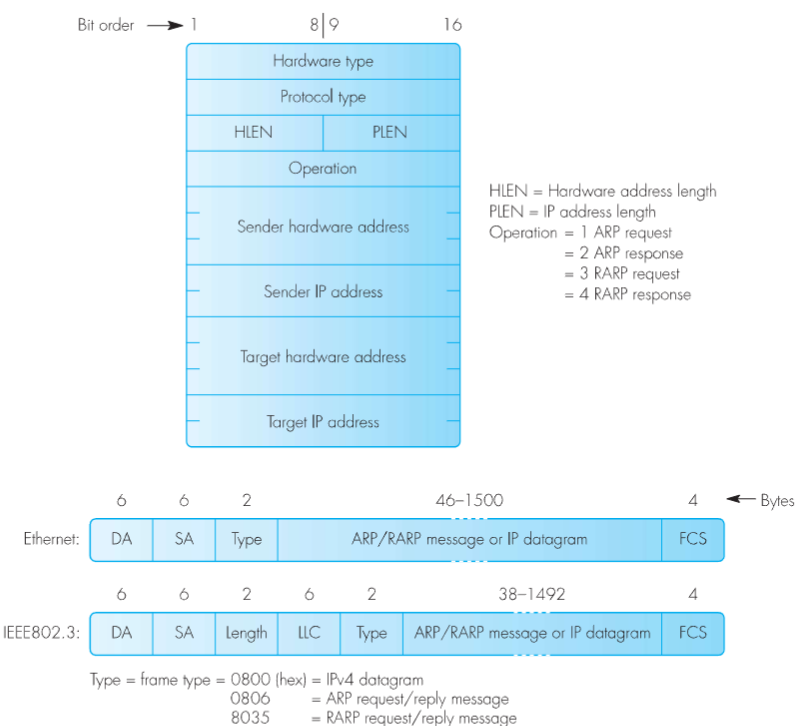 Bit order 1 8 9 16
Hardware type
Protocol type
HLEN PLEN
Operation
Sender hardware address
Sender IP address
Target hardware address
Target IP address
HLEN = Hardware address length
PLEN = IP address length
Operation = 1 ARP request
= 2 ARP response
= 3 RARP request
= 4 RARP response
6 6 2 46–1500 4 Bytes
Ethernet: DA SA Type ARP/RARP message or IP datagram FCS
6 6 2 6 2 38–1492 4
IEEE802.3: DA SA Length LLC Type ARP/RARP message or IP datagram FCS
Type = frame type = 0800 (hex) = IPv4 datagram
0806 = ARP request/reply message
8035 = RARP request/reply message